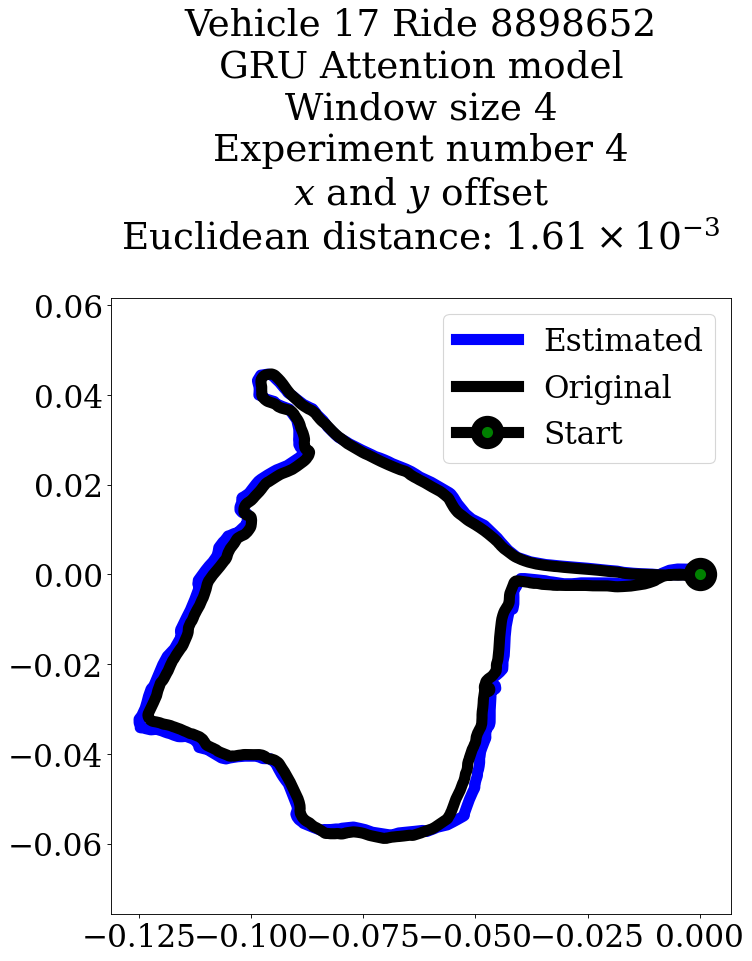 Vehicle 17 Ride 8898652
GRU Attention model
Window size 4
Experiment number 4
x and y offset
Euclidean distance: 1.61 × 10⁻³
0.06
Estimated
0.04
Original
Start
0.02
0.00
−0.02
−0.04
−0.06
−0.125 −0.100 −0.075 −0.050 −0.025 0.000